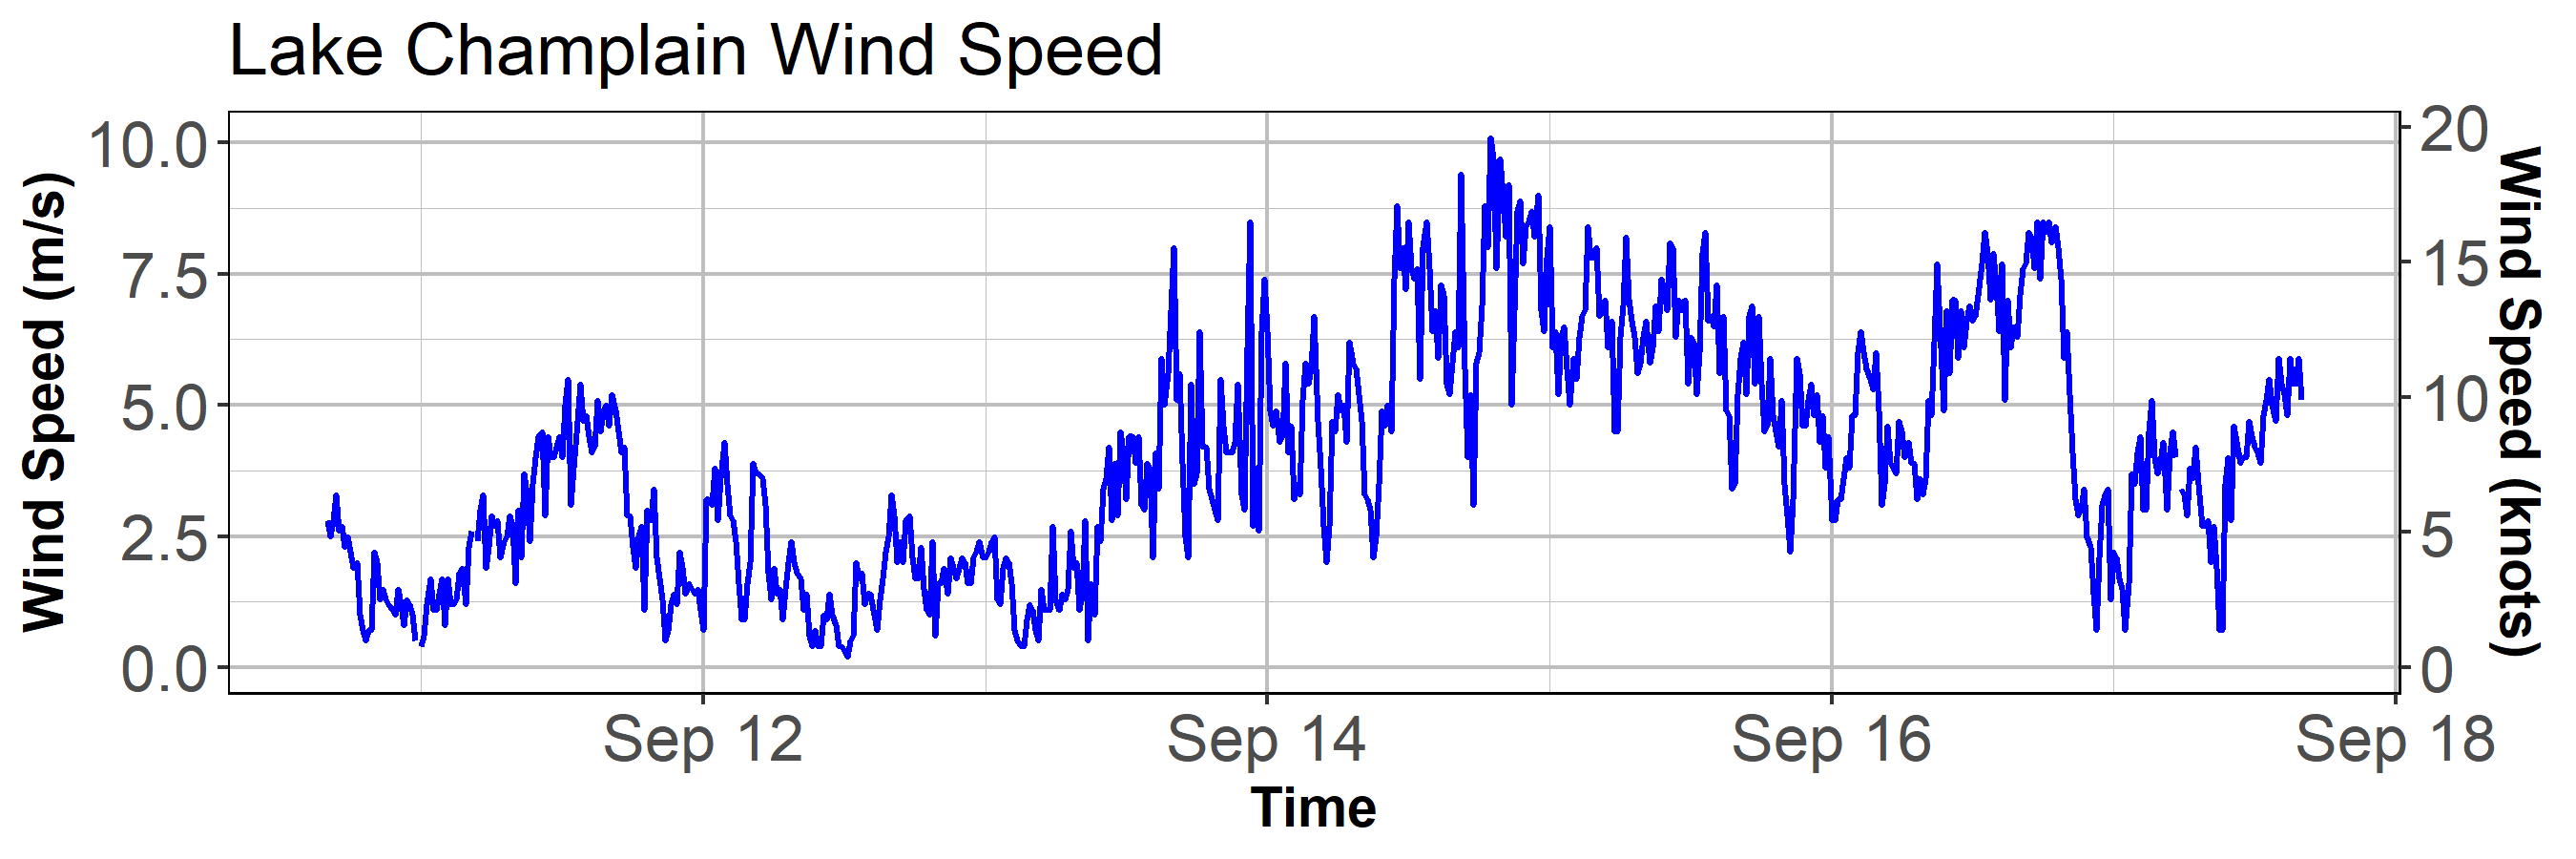 Lake Champlain Wind Speed
Wind Speed (m/s)
10.0
7.5
5.0
2.5
0.0
20
15
10
5
0
Wind Speed (knots)
Sep 12
Sep 14
Sep 16
Sep 18
Time